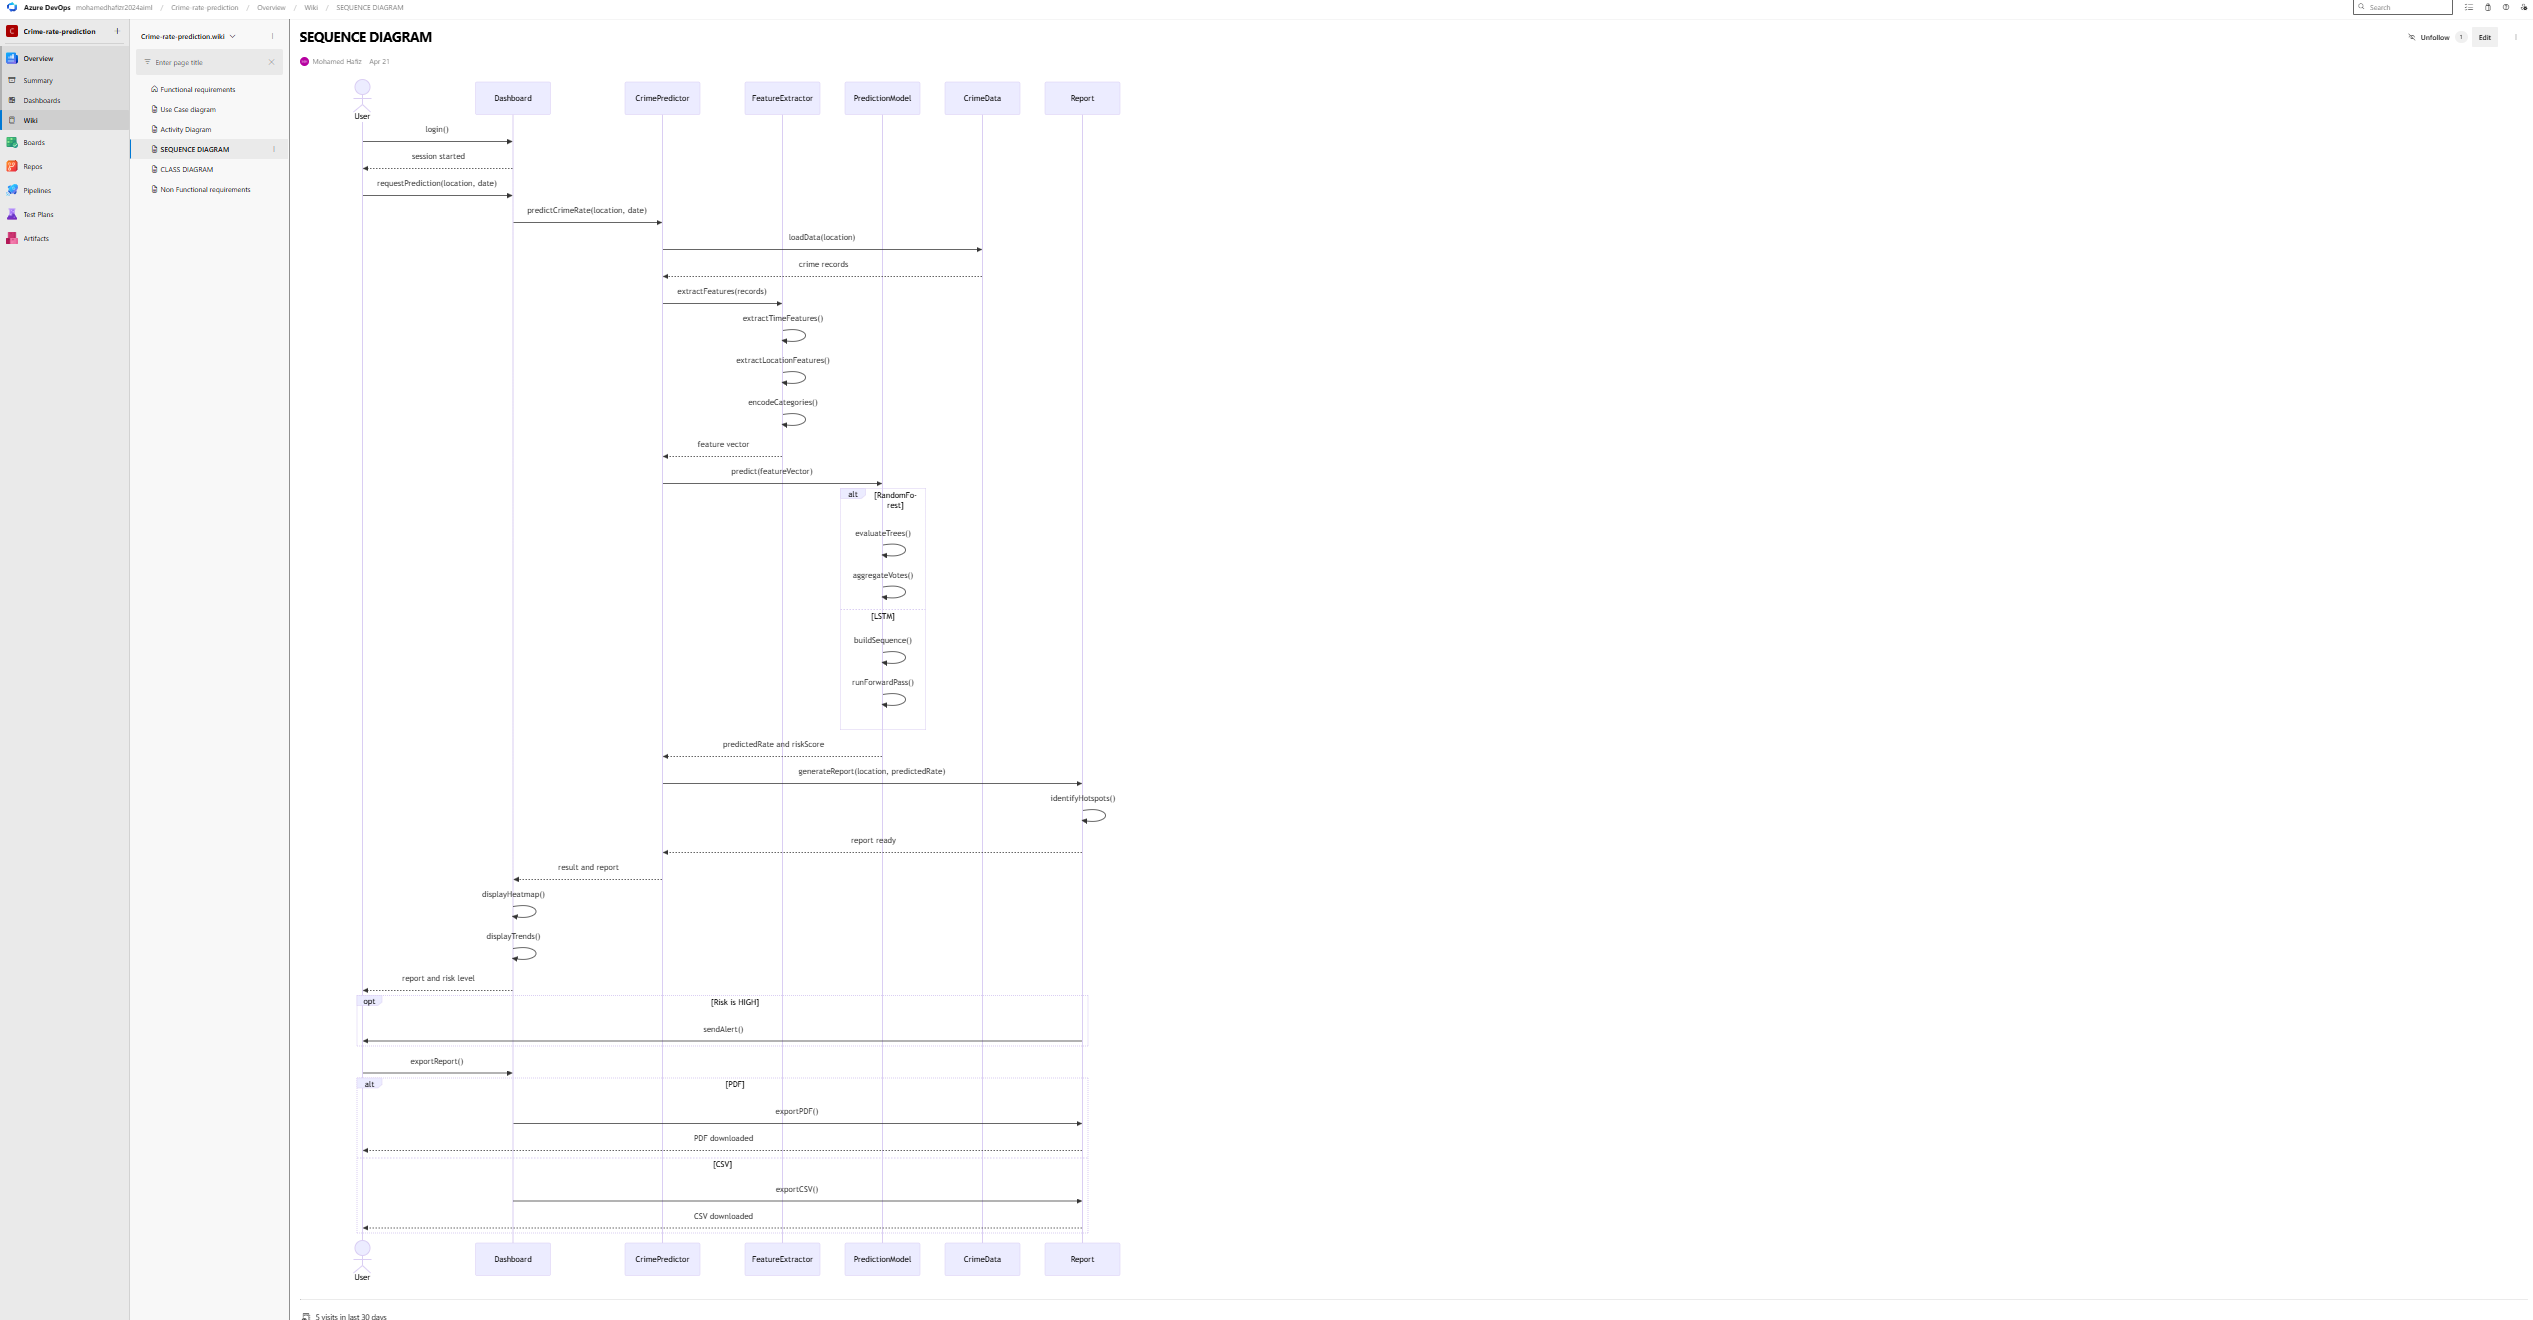 Azure DevOps mohamedhafizr2024aiml / Crime-rate-prediction / Overview / Wiki / SEQUENCE DIAGRAM
Search
C Crime-rate-prediction +
Overview
Summary
Dashboards
Wiki
Boards
Repos
Pipelines
Test Plans
Artifacts
Crime-rate-prediction.wiki
Enter page title
Functional requirements
Use Case diagram
Activity Diagram
SEQUENCE DIAGRAM
CLASS DIAGRAM
Non Functional requirements
SEQUENCE DIAGRAM
Unfollow 1 Edit
Mohamed Hafiz Apr 21
User
Dashboard
CrimePredictor
FeatureExtractor
PredictionModel
CrimeData
Report
login()
session started
requestPrediction(location, date)
predictCrimeRate(location, date)
loadData(location)
crime records
extractFeatures(records)
extractTimeFeatures()
extractLocationFeatures()
encodeCategories()
feature vector
predict(featureVector)
alt [RandomFo-
rest]
evaluateTrees()
aggregateVotes()
[LSTM]
buildSequence()
runForwardPass()
predictedRate and riskScore
generateReport(location, predictedRate)
identifyHotspots()
report ready
result and report
displayHeatmap()
displayTrends()
report and risk level
opt [Risk is HIGH]
sendAlert()
exportReport()
alt [PDF]
exportPDF()
PDF downloaded
[CSV]
exportCSV()
CSV downloaded
User
Dashboard
CrimePredictor
FeatureExtractor
PredictionModel
CrimeData
Report
5 visits in last 30 days